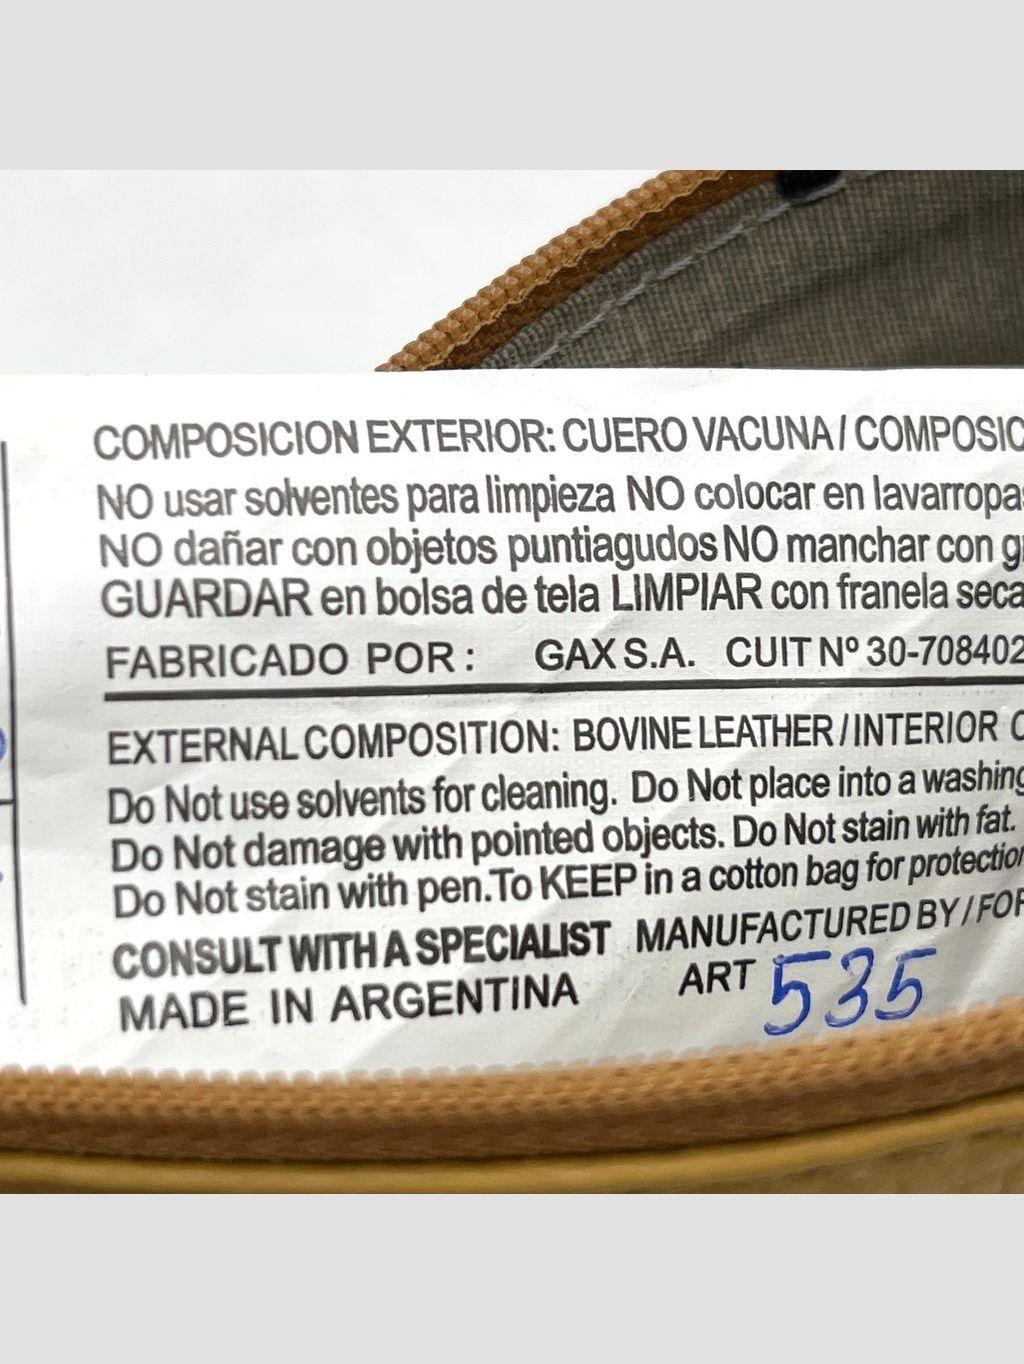 COMPOSICION EXTERIOR: CUERO VACUNA / COMPOSIC
NO usar solventes para limpieza NO colocar en lavarropas
NO dañar con objetos puntiagudos NO manchar con
GUARDAR en bolsa de tela LIMPIAR con franela seca
FABRICADO POR : GAX S.A. CUIT Nº 30-708402
EXTERNAL COMPOSITION: BOVINE LEATHER / INTERIOR
Do Not use solvents for cleaning. Do Not place into a washing
Do Not damage with pointed objects. Do Not stain with fat.
Do Not stain with pen.To KEEP in a cotton bag for protection
CONSULT WITH A SPECIALIST MANUFACTURED BY / FOR
MADE IN ARGENTINA ART 535